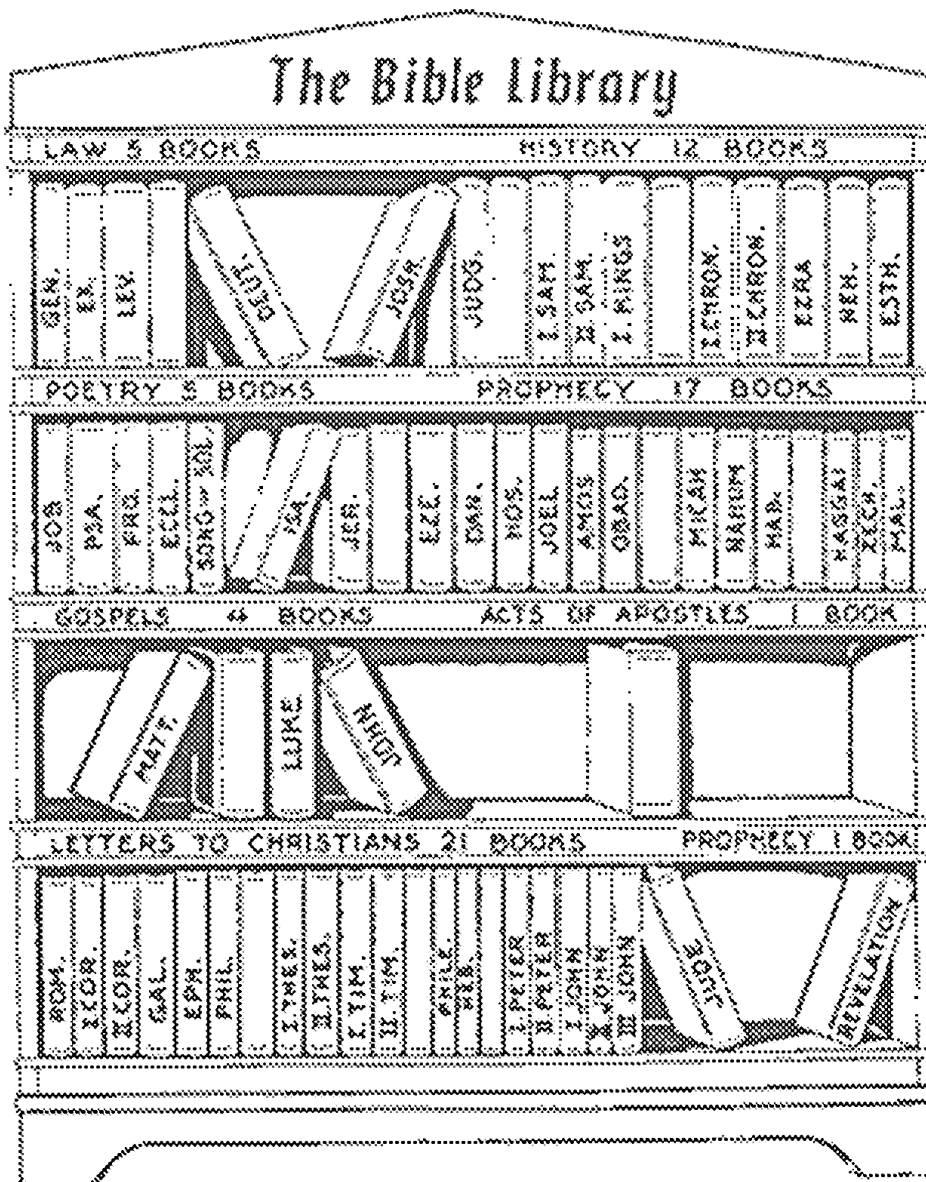 The Bible Library
LAW 5 BOOKS HISTORY 12 BOOKS
GEN. EX. LEV. DEUT. JOSH. JUDG. I SAM. II SAM. I KINGS I CHRON. II CHRON. EZRA NEH. ESTH.
POETRY 5 BOOKS PROPHECY 17 BOOKS
JOB PSA. PRO. ECCL. SONG OF SOL. ISA. JER. EZE. DAN. HOS. JOEL AMOS OBAD. MICAH NAHUM HAB. HAGGAI ZECH. MAL.
GOSPELS 4 BOOKS ACTS OF APOSTLES 1 BOOK
MATT. LUKE JOHN
LETTERS TO CHRISTIANS 21 BOOKS PROPHECY 1 BOOK
ROM. I COR. II COR. GAL. EPH. PHIL. I THES. II THES. I TIM. II TIM. PHILE. HEB. I PETER II PETER I JOHN II JOHN III JOHN JUDE REVELATION